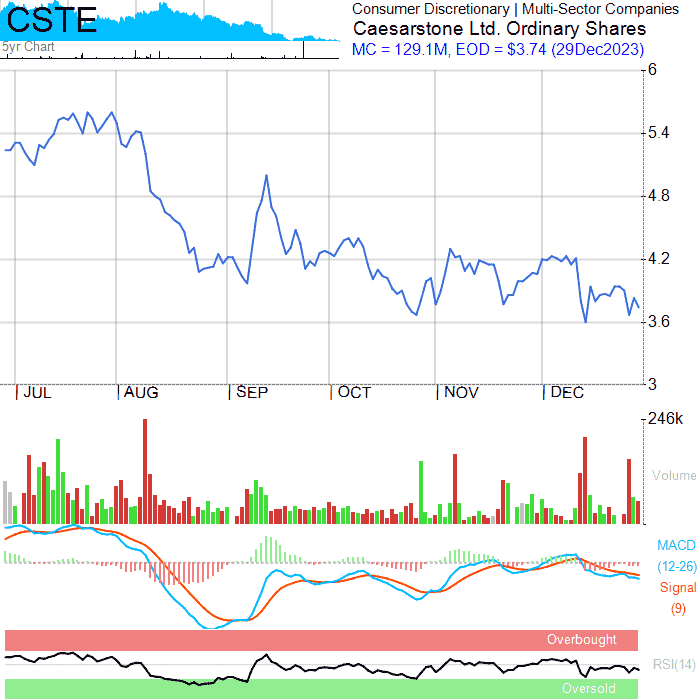 CSTE
5yr Chart
Consumer Discretionary | Multi-Sector Companies
Caesarstone Ltd. Ordinary Shares
MC = 129.1M, EOD = $3.74 (29Dec2023)
6
5.4
4.8
4.2
3.6
3
JUL AUG SEP OCT NOV DEC
246k
Volume
MACD
(12-26)
Signal
(9)
Overbought
RSI(14)
Oversold